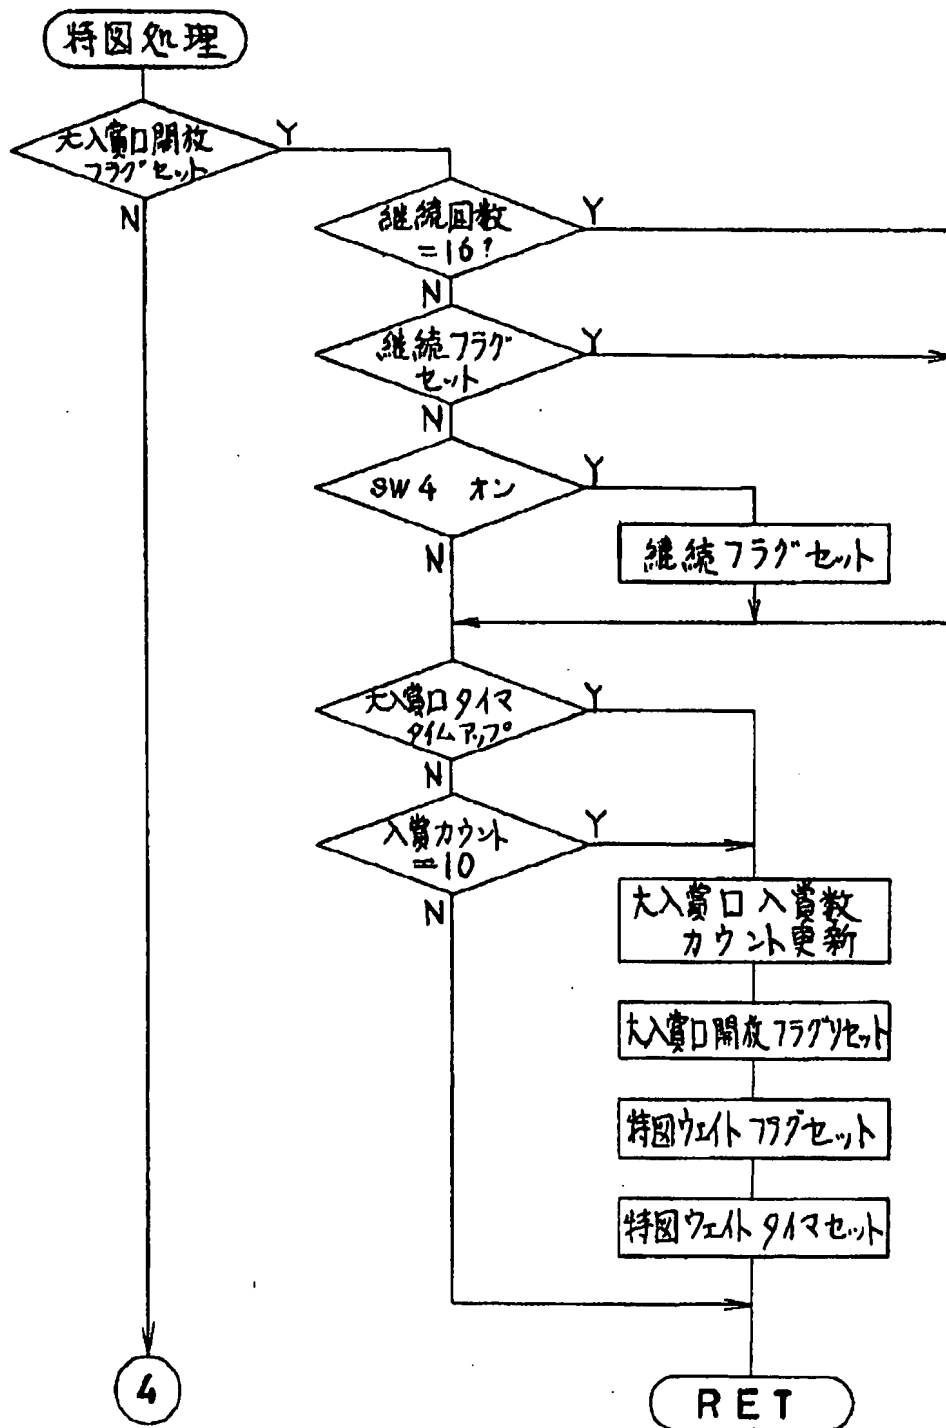 特図処理
大入賞口開放
フラグセット
Y
N
継続回数
=16?
Y
N
継続フラグ
セット
Y
N
SW4 オン
Y
N
継続フラグセット
大入賞口タイマ
タイムアップ
Y
N
入賞カウント
=10
Y
N
大入賞口入賞数
カウント更新
大入賞口開放フラグリセット
特図ウェイトフラグセット
特図ウェイトタイマセット
4
RET